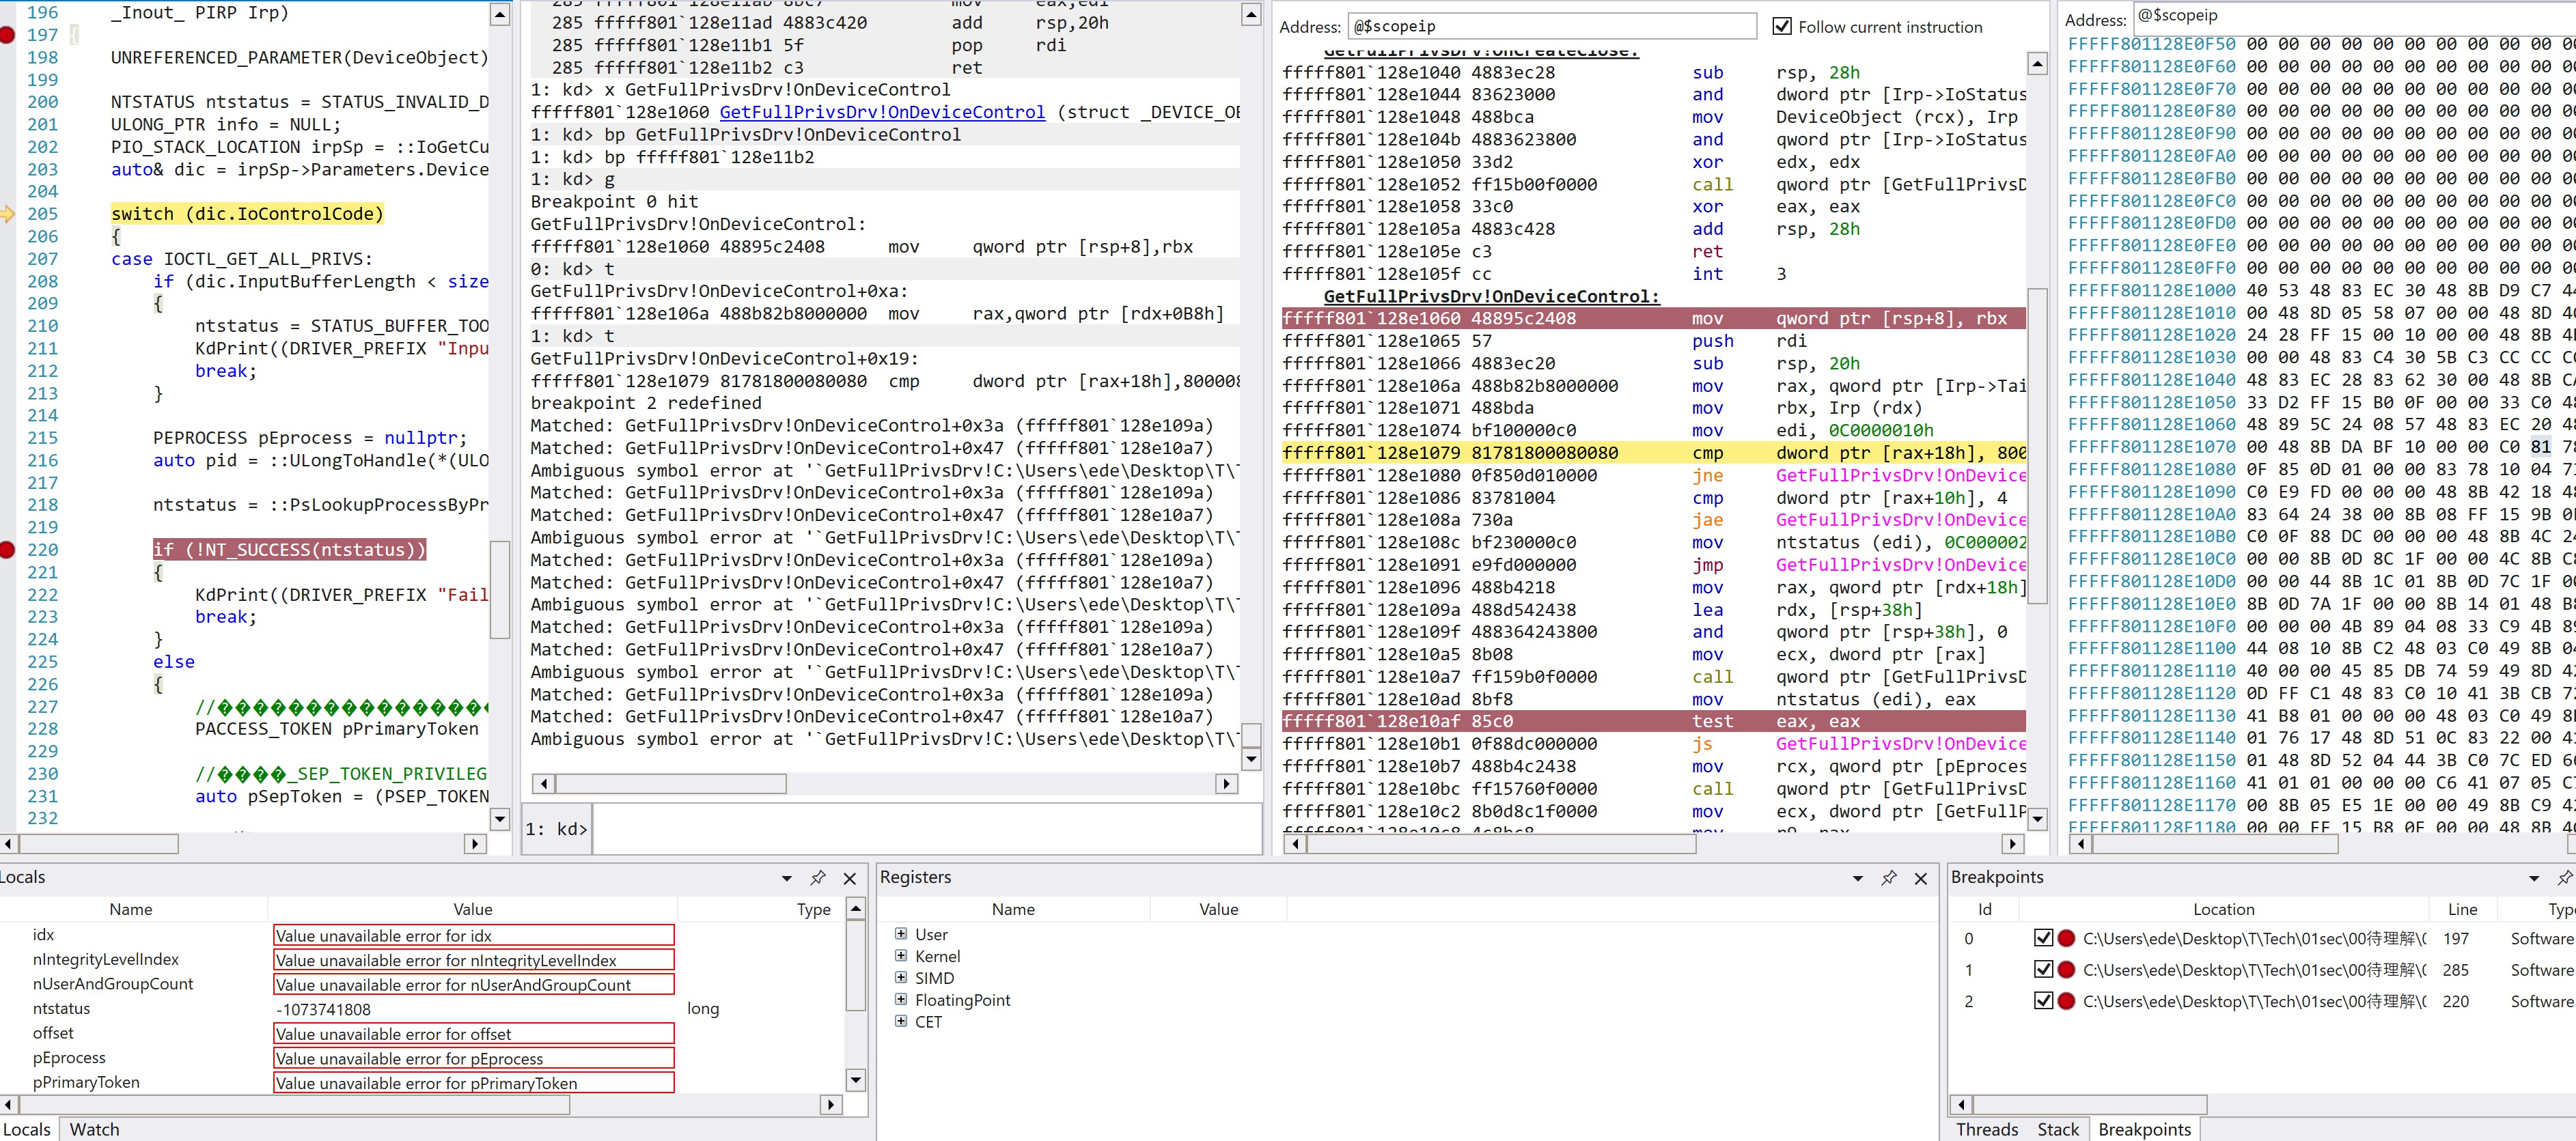 196 _Inout_ PIRP Irp)
197 {
198 UNREFERENCED_PARAMETER(DeviceObject)
199
200 NTSTATUS ntstatus = STATUS_INVALID_D
201 ULONG_PTR info = NULL;
202 PIO_STACK_LOCATION irpSp = ::IoGetCu
203 auto& dic = irpSp->Parameters.Device
204
205 switch (dic.IoControlCode)
206 {
207 case IOCTL_GET_ALL_PRIVS:
208 if (dic.InputBufferLength < size
209 {
210 ntstatus = STATUS_BUFFER_TOO
211 KdPrint((DRIVER_PREFIX "Inpu
212 break;
213 }
214
215 PEPROCESS pEprocess = nullptr;
216 auto pid = ::ULongToHandle(*(ULO
217
218 ntstatus = ::PsLookupProcessByPr
219
220 if (!NT_SUCCESS(ntstatus))
221 {
222 KdPrint((DRIVER_PREFIX "Fail
223 break;
224 }
225 else
226 {
227 //�������������������
228 PACCESS_TOKEN pPrimaryToken
229
230 //����_SEP_TOKEN_PRIVILEG
231 auto pSepToken = (PSEP_TOKEN
232
285 fffff801`128e11ab 8bc7 mov eax,edi
285 fffff801`128e11ad 4883c420 add rsp,20h
285 fffff801`128e11b1 5f pop rdi
285 fffff801`128e11b2 c3 ret
1: kd> x GetFullPrivsDrv!OnDeviceControl
fffff801`128e1060 GetFullPrivsDrv!OnDeviceControl (struct _DEVICE_OB
1: kd> bp GetFullPrivsDrv!OnDeviceControl
1: kd> bp fffff801`128e11b2
1: kd> g
Breakpoint 0 hit
GetFullPrivsDrv!OnDeviceControl:
fffff801`128e1060 48895c2408 mov qword ptr [rsp+8],rbx
0: kd> t
GetFullPrivsDrv!OnDeviceControl+0xa:
fffff801`128e106a 488b82b8000000 mov rax,qword ptr [rdx+0B8h]
1: kd> t
GetFullPrivsDrv!OnDeviceControl+0x19:
fffff801`128e1079 81781800080080 cmp dword ptr [rax+18h],800008
breakpoint 2 redefined
Matched: GetFullPrivsDrv!OnDeviceControl+0x3a (fffff801`128e109a)
Matched: GetFullPrivsDrv!OnDeviceControl+0x47 (fffff801`128e10a7)
Ambiguous symbol error at '`GetFullPrivsDrv!C:\Users\ede\Desktop\T\T
Matched: GetFullPrivsDrv!OnDeviceControl+0x3a (fffff801`128e109a)
Matched: GetFullPrivsDrv!OnDeviceControl+0x47 (fffff801`128e10a7)
Ambiguous symbol error at '`GetFullPrivsDrv!C:\Users\ede\Desktop\T\T
Matched: GetFullPrivsDrv!OnDeviceControl+0x3a (fffff801`128e109a)
Matched: GetFullPrivsDrv!OnDeviceControl+0x47 (fffff801`128e10a7)
Ambiguous symbol error at '`GetFullPrivsDrv!C:\Users\ede\Desktop\T\T
Matched: GetFullPrivsDrv!OnDeviceControl+0x3a (fffff801`128e109a)
Matched: GetFullPrivsDrv!OnDeviceControl+0x47 (fffff801`128e10a7)
Ambiguous symbol error at '`GetFullPrivsDrv!C:\Users\ede\Desktop\T\T
Matched: GetFullPrivsDrv!OnDeviceControl+0x3a (fffff801`128e109a)
Matched: GetFullPrivsDrv!OnDeviceControl+0x47 (fffff801`128e10a7)
Ambiguous symbol error at '`GetFullPrivsDrv!C:\Users\ede\Desktop\T\T
1: kd>
Address: @$scopeip Follow current instruction
GetFullPrivsDrv!OnCreateClose:
fffff801`128e1040 4883ec28 sub rsp, 28h
fffff801`128e1044 83623000 and dword ptr [Irp->IoStatus
fffff801`128e1048 488bca mov DeviceObject (rcx), Irp
fffff801`128e104b 4883623800 and qword ptr [Irp->IoStatus
fffff801`128e1050 33d2 xor edx, edx
fffff801`128e1052 ff15b00f0000 call qword ptr [GetFullPrivsD
fffff801`128e1058 33c0 xor eax, eax
fffff801`128e105a 4883c428 add rsp, 28h
fffff801`128e105e c3 ret
fffff801`128e105f cc int 3
GetFullPrivsDrv!OnDeviceControl:
fffff801`128e1060 48895c2408 mov qword ptr [rsp+8], rbx
fffff801`128e1065 57 push rdi
fffff801`128e1066 4883ec20 sub rsp, 20h
fffff801`128e106a 488b82b8000000 mov rax, qword ptr [Irp->Tai
fffff801`128e1071 488bda mov rbx, Irp (rdx)
fffff801`128e1074 bf100000c0 mov edi, 0C0000010h
fffff801`128e1079 81781800080080 cmp dword ptr [rax+18h], 800
fffff801`128e1080 0f850d010000 jne GetFullPrivsDrv!OnDevice
fffff801`128e1086 83781004 cmp dword ptr [rax+10h], 4
fffff801`128e108a 730a jae GetFullPrivsDrv!OnDevice
fffff801`128e108c bf230000c0 mov ntstatus (edi), 0C000002
fffff801`128e1091 e9fd000000 jmp GetFullPrivsDrv!OnDevice
fffff801`128e1096 488b4218 mov rax, qword ptr [rdx+18h]
fffff801`128e109a 488d542438 lea rdx, [rsp+38h]
fffff801`128e109f 488364243800 and qword ptr [rsp+38h], 0
fffff801`128e10a5 8b08 mov ecx, dword ptr [rax]
fffff801`128e10a7 ff159b0f0000 call qword ptr [GetFullPrivsD
fffff801`128e10ad 8bf8 mov ntstatus (edi), eax
fffff801`128e10af 85c0 test eax, eax
fffff801`128e10b1 0f88dc000000 js GetFullPrivsDrv!OnDevice
fffff801`128e10b7 488b4c2438 mov rcx, qword ptr [pEproces
fffff801`128e10bc ff15760f0000 call qword ptr [GetFullPrivsD
fffff801`128e10c2 8b0d8c1f0000 mov ecx, dword ptr [GetFullP
fffff801`128e10c8 4c8bc8 mov r9, rax
Address: @$scopeip
FFFFF801128E0F50 00 00 00 00 00 00 00 00 00 00 00
FFFFF801128E0F60 00 00 00 00 00 00 00 00 00 00 00
FFFFF801128E0F70 00 00 00 00 00 00 00 00 00 00 00
FFFFF801128E0F80 00 00 00 00 00 00 00 00 00 00 00
FFFFF801128E0F90 00 00 00 00 00 00 00 00 00 00 00
FFFFF801128E0FA0 00 00 00 00 00 00 00 00 00 00 00
FFFFF801128E0FB0 00 00 00 00 00 00 00 00 00 00 00
FFFFF801128E0FC0 00 00 00 00 00 00 00 00 00 00 00
FFFFF801128E0FD0 00 00 00 00 00 00 00 00 00 00 00
FFFFF801128E0FE0 00 00 00 00 00 00 00 00 00 00 00
FFFFF801128E0FF0 00 00 00 00 00 00 00 00 00 00 00
FFFFF801128E1000 40 53 48 83 EC 30 48 8B D9 C7 44
FFFFF801128E1010 00 48 8D 05 58 07 00 00 48 8D 4C
FFFFF801128E1020 24 28 FF 15 00 10 00 00 48 8B 4
FFFFF801128E1030 00 00 48 83 C4 30 5B C3 CC CC CC
FFFFF801128E1040 48 83 EC 28 83 62 30 00 48 8B CA
FFFFF801128E1050 33 D2 FF 15 B0 0F 00 00 33 C0 48
FFFFF801128E1060 48 89 5C 24 08 57 48 83 EC 20 48
FFFFF801128E1070 00 48 8B DA BF 10 00 00 C0 81 78
FFFFF801128E1080 0F 85 0D 01 00 00 83 78 10 04 73
FFFFF801128E1090 C0 E9 FD 00 00 00 48 8B 42 18 48
FFFFF801128E10A0 83 64 24 38 00 8B 08 FF 15 9B 0F
FFFFF801128E10B0 C0 0F 88 DC 00 00 00 48 8B 4C 24
FFFFF801128E10C0 00 00 8B 0D 8C 1F 00 00 4C 8B C8
FFFFF801128E10D0 00 00 44 8B 1C 01 8B 0D 7C 1F 00
FFFFF801128E10E0 8B 0D 7A 1F 00 00 8B 14 01 48 B8
FFFFF801128E10F0 00 00 00 4B 89 04 08 33 C9 4B 89
FFFFF801128E1100 44 08 10 8B C2 48 03 C0 49 8B 04
FFFFF801128E1110 40 00 00 45 85 DB 74 59 49 8D 42
FFFFF801128E1120 0D FF C1 48 83 C0 10 41 3B CB 72
FFFFF801128E1130 41 B8 01 00 00 00 48 03 C0 49 8
FFFFF801128E1140 01 76 17 48 8D 51 0C 83 22 00 41
FFFFF801128E1150 01 48 8D 52 04 44 3B C0 7C ED 66
FFFFF801128E1160 41 01 01 00 00 00 C6 41 07 05 C7
FFFFF801128E1170 00 8B 05 E5 1E 00 00 49 8B C9 42
FFFFF801128E1180 00 00 FF 15 B8 0E 00 00 48 8B 4
Locals
Name Value Type
idx Value unavailable error for idx
nIntegrityLevelIndex Value unavailable error for nIntegrityLevelIndex
nUserAndGroupCount Value unavailable error for nUserAndGroupCount
ntstatus -1073741808 long
offset Value unavailable error for offset
pEprocess Value unavailable error for pEprocess
pPrimaryToken Value unavailable error for pPrimaryToken
Locals Watch
Registers
Name Value
User
Kernel
SIMD
FloatingPoint
CET
Breakpoints
Id Location Line Type
0 C:\Users\ede\Desktop\T\Tech\01sec\00待理解\0 197 Software
1 C:\Users\ede\Desktop\T\Tech\01sec\00待理解\0 285 Software
2 C:\Users\ede\Desktop\T\Tech\01sec\00待理解\0 220 Software
Threads Stack Breakpoints